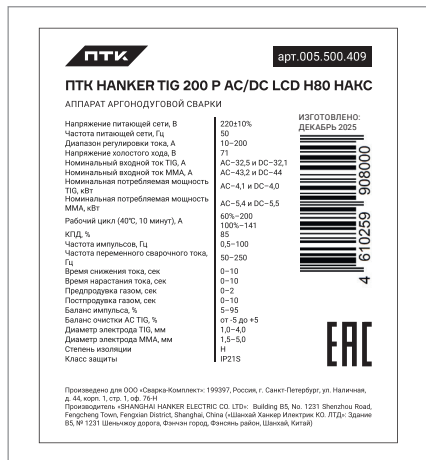 ПТК
арт.005.500.409
ПТК HANKER TIG 200 P AC/DC LCD H80 НАКС
АППАРАТ АРГОНОДУГОВОЙ СВАРКИ
ИЗГОТОВЛЕНО:
ДЕКАБРЬ 2025
Напряжение питающей сети, В 220±10%
Частота питающей сети, Гц 50
Диапазон регулировки тока, А 10–200
Напряжение холостого хода, В 71
Номинальный входной ток TIG, А AC–32,5 и DC–32,1
Номинальный входной ток ММА, А AC–43,2 и DC–44
Номинальная потребляемая мощность
TIG, кВт AC–4,1 и DC–4,0
Номинальная потребляемая мощность
ММА, кВт AC–5,4 и DC–5,5
Рабочий цикл (40°С, 10 минут), А 60%–200
100%–141
КПД, % 85
Частота импульсов, Гц 0,5–100
Частота переменного сварочного тока,
Гц 50–250
Время снижения тока, сек 0–10
Время нарастания тока, сек 0–10
Предпродувка газом, сек 0–2
Постпродувка газом, сек 0–10
Баланс импульса, % 5–95
Баланс очистки AC TIG, % от -5 до +5
Диаметр электрода TIG, мм 1,0–4,0
Диаметр электрода ММА, мм 1,5–5,0
Степень изоляции H
Класс защиты IP21S
4 610259 908000
EAC
Произведено для ООО «Сварка-Комплект»: 199397, Россия, г. Санкт-Петербург, ул. Наличная,
д. 44, корп. 1, стр. 1, оф. 76-Н
Производитель «SHANGHAI HANKER ELECTRIC CO. LTD»: Building B5, No. 1231 Shenzhou Road,
Fengcheng Town, Fengxian District, Shanghai, China («Шанхай Ханкер Илектрик КО. ЛТД»: Здание
B5, № 1231 Шеньчжоу дорога, Фэнчэн город, Фэнсянь район, Шанхай, Китай)